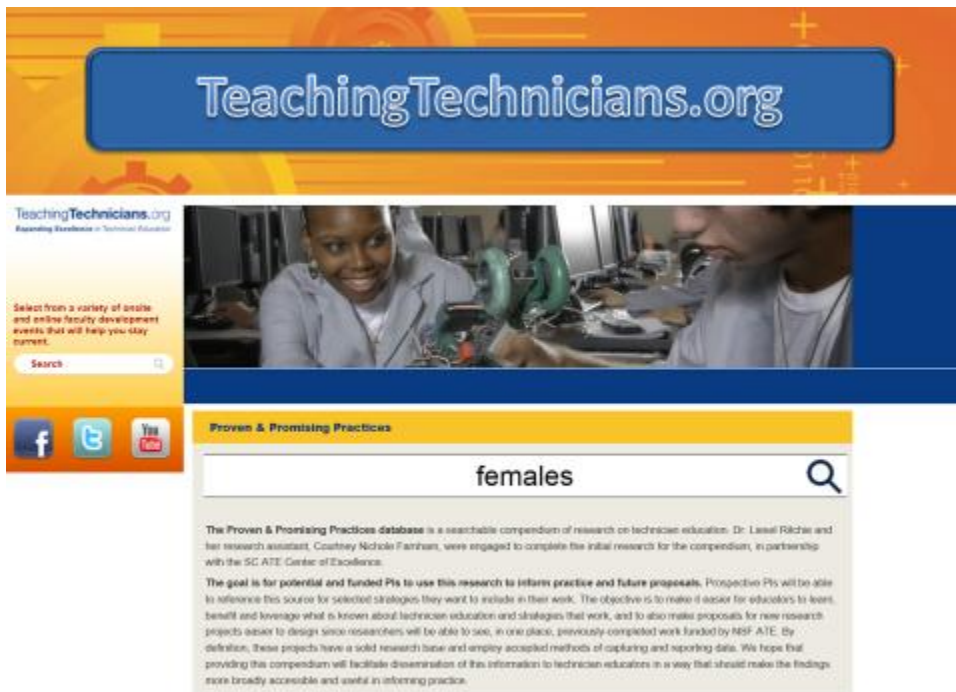 TeachingTechnicians.org
TeachingTechnicians.org
Expanding Excellence in Technician Education
Select from a variety of onsite
and online faculty development
events that will help you stay
current.
Search
f
t
You
Tube
Proven & Promising Practices
females
The Proven & Promising Practices database is a searchable compendium of research on technician education. Dr. Liesel Ritchie and
her research assistant, Courtney Nichole Farnham, were engaged to complete the initial research for the compendium, in partnership
with the SC ATE Center of Excellence.
The goal is for potential and funded PIs to use this research to inform practice and future proposals. Prospective PIs will be able
to reference this source for selected strategies they want to include in their work. The objective is to make it easier for educators to learn,
benefit and leverage what is known about technician education and strategies that work, and to also make proposals for new research
projects easier to design since researchers will be able to see, in one place, previously-completed work funded by NSF ATE. By
definition, these projects have a solid research base and employ accepted methods of capturing and reporting data. We hope that
providing this compendium will facilitate dissemination of this information to technician educators in a way that should make the findings
more broadly accessible and useful in informing practice.